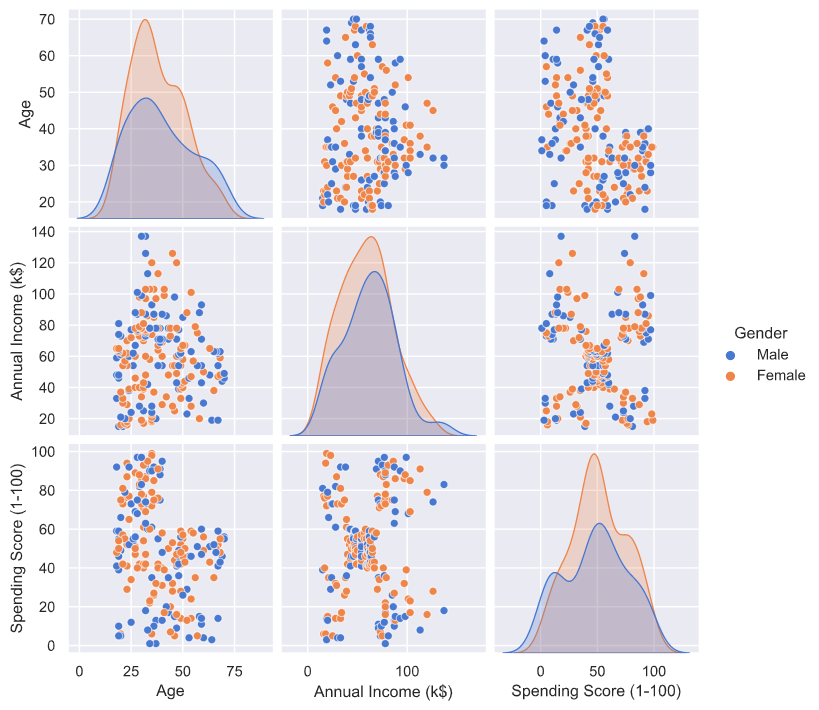 70
60
50
40
30
20
Age
140
120
100
80
60
40
20
Annual Income (k$)
Gender
Male
Female
100
80
60
40
20
0
Spending Score (1-100)
0 25 50 75
0 100
0 50 100
Age
Annual Income (k$)
Spending Score (1-100)